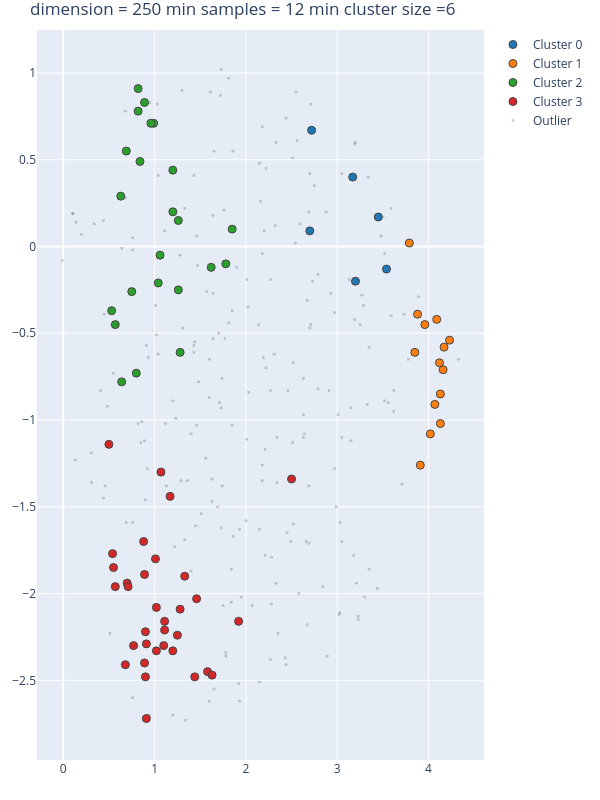 dimension = 250 min samples = 12 min cluster size =6
Cluster 0
Cluster 1
Cluster 2
Cluster 3
Outlier
1
0.5
0
−0.5
−1
−1.5
−2
−2.5
0 1 2 3 4